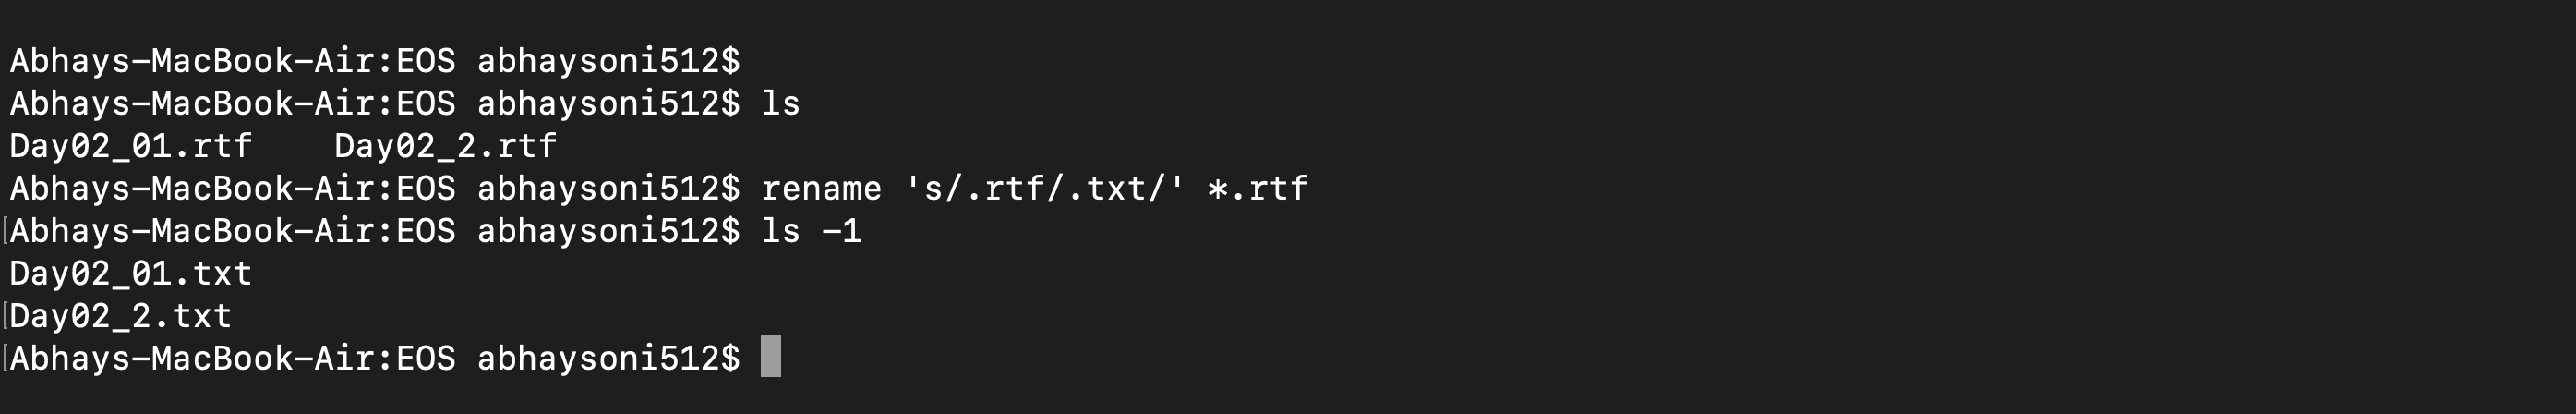 Abhays-MacBook-Air:EOS abhaysoni512$
Abhays-MacBook-Air:EOS abhaysoni512$ ls
Day02_01.rtf    Day02_2.rtf
Abhays-MacBook-Air:EOS abhaysoni512$ rename 's/.rtf/.txt/' *.rtf
[Abhays-MacBook-Air:EOS abhaysoni512$ ls -1
Day02_01.txt
[Day02_2.txt
[Abhays-MacBook-Air:EOS abhaysoni512$